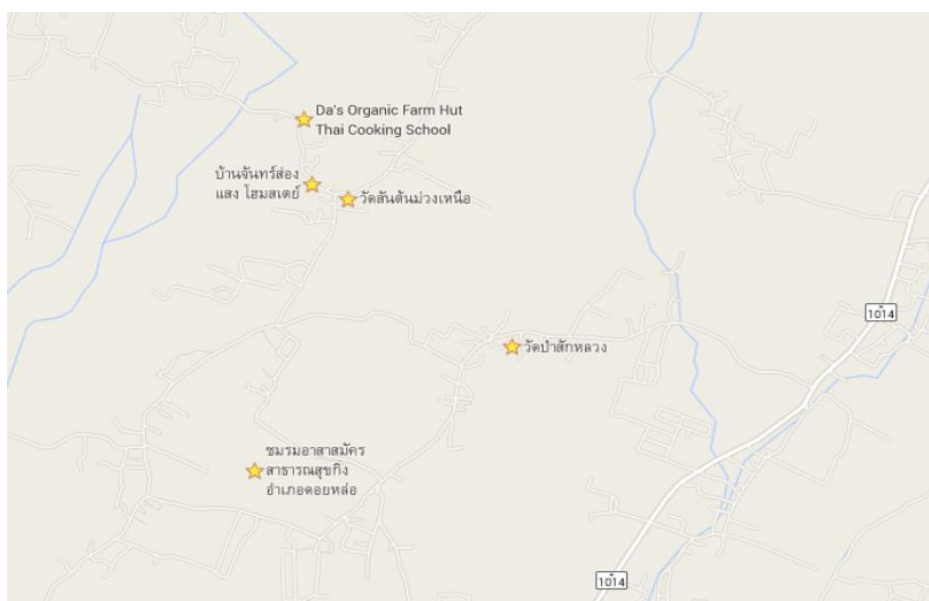 Da's Organic Farm Hut
Thai Cooking School
บ้านจันทร์ส่อง
แสง โฮมสเตย์
วัดสันต้นม่วงเหนือ
1014
วัดป่าสักหลวง
ชมรมอาสาสมัคร
สาธารณสุขกิ่ง
อำเภอดอยหล่อ
1014